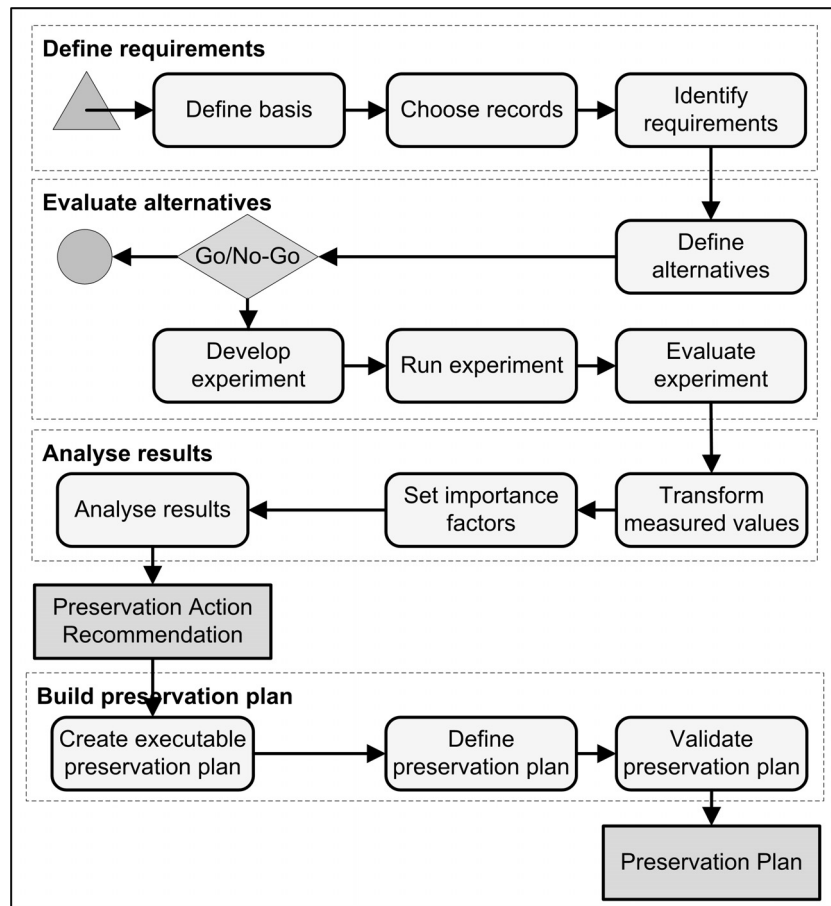 Define requirements
Define basis
Choose records
Identify
requirements
Evaluate alternatives
Go/No-Go
Define
alternatives
Develop
experiment
Run experiment
Evaluate
experiment
Analyse results
Analyse results
Set importance
factors
Transform
measured values
Preservation Action
Recommendation
Build preservation plan
Create executable
preservation plan
Define
preservation plan
Validate
preservation plan
Preservation Plan